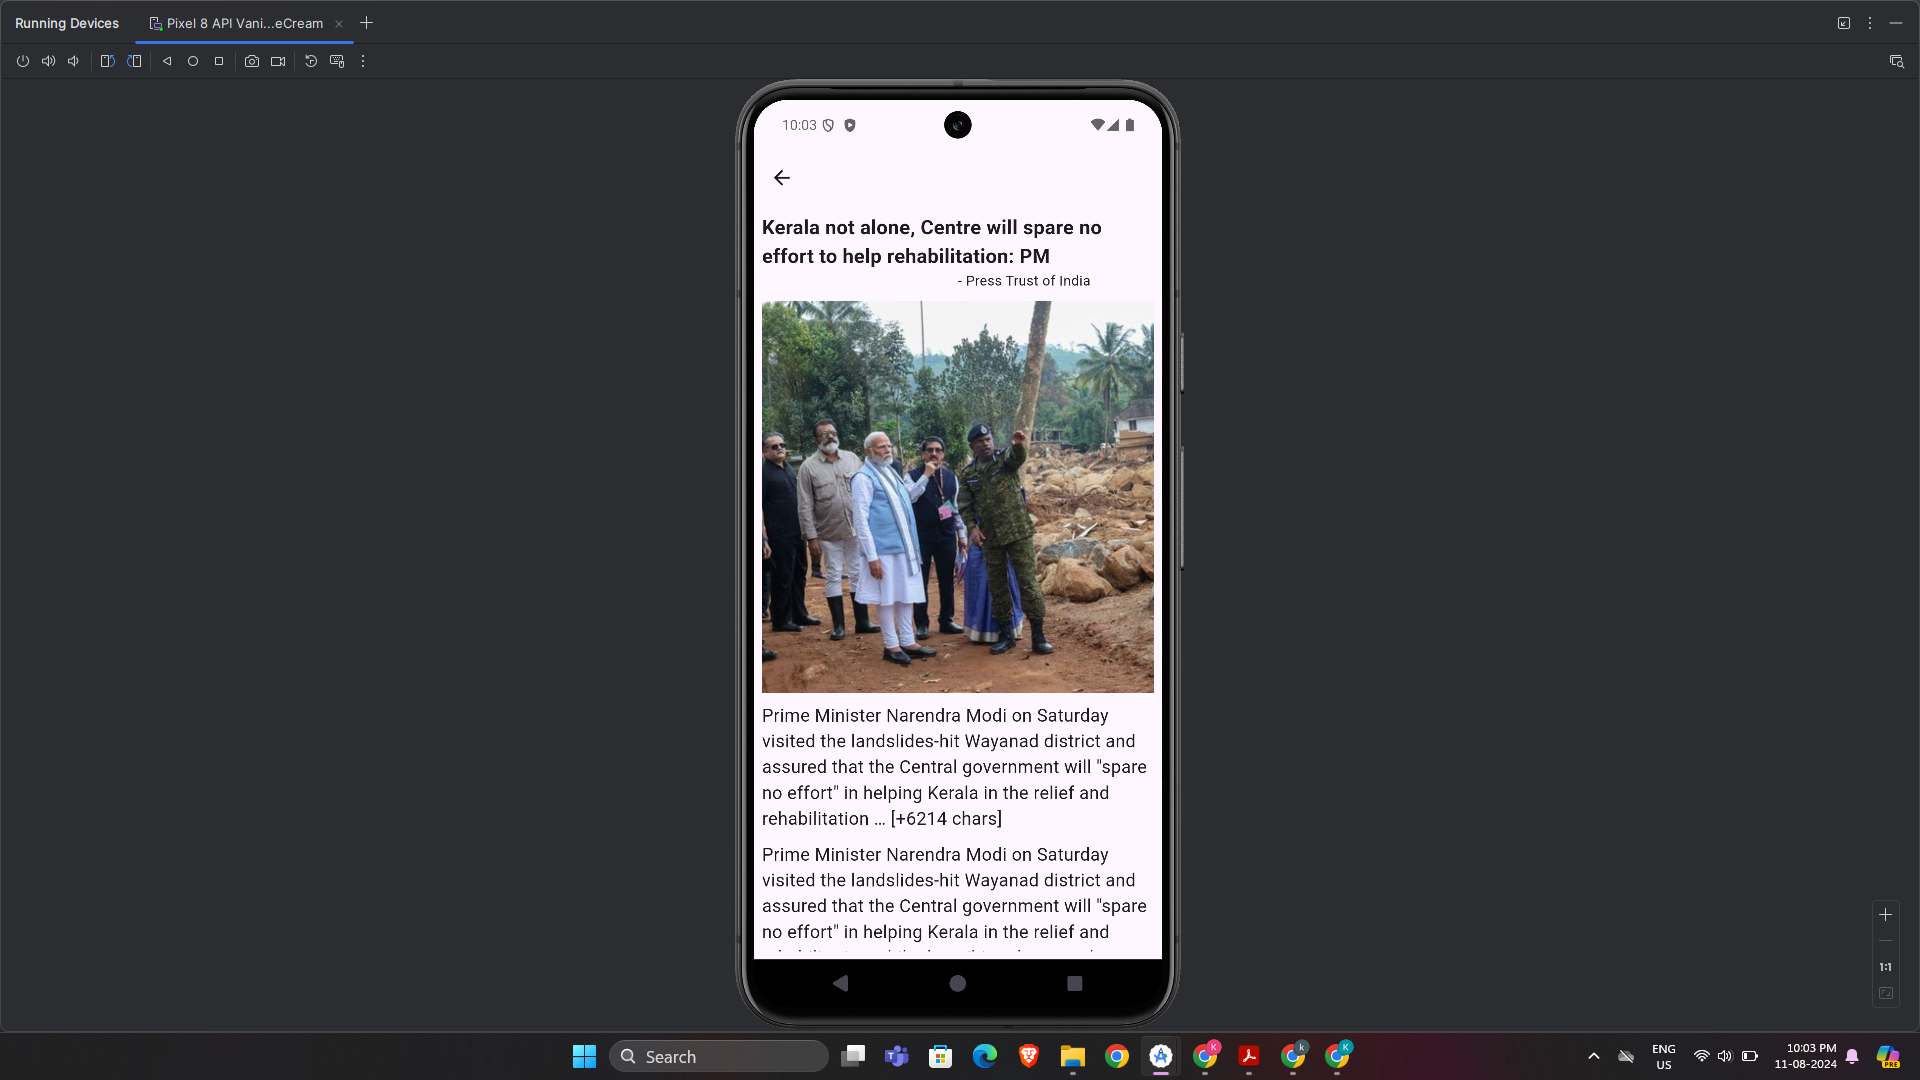 Running Devices
Pixel 8 API Vani...eCream
10:03
Kerala not alone, Centre will spare no
effort to help rehabilitation: PM
- Press Trust of India
Prime Minister Narendra Modi on Saturday
visited the landslides-hit Wayanad district and
assured that the Central government will "spare
no effort" in helping Kerala in the relief and
rehabilitation … [+6214 chars]
Prime Minister Narendra Modi on Saturday
visited the landslides-hit Wayanad district and
assured that the Central government will "spare
no effort" in helping Kerala in the relief and
1:1
Search
K
k
K
ENG
US
10:03 PM
11-08-2024
PRE